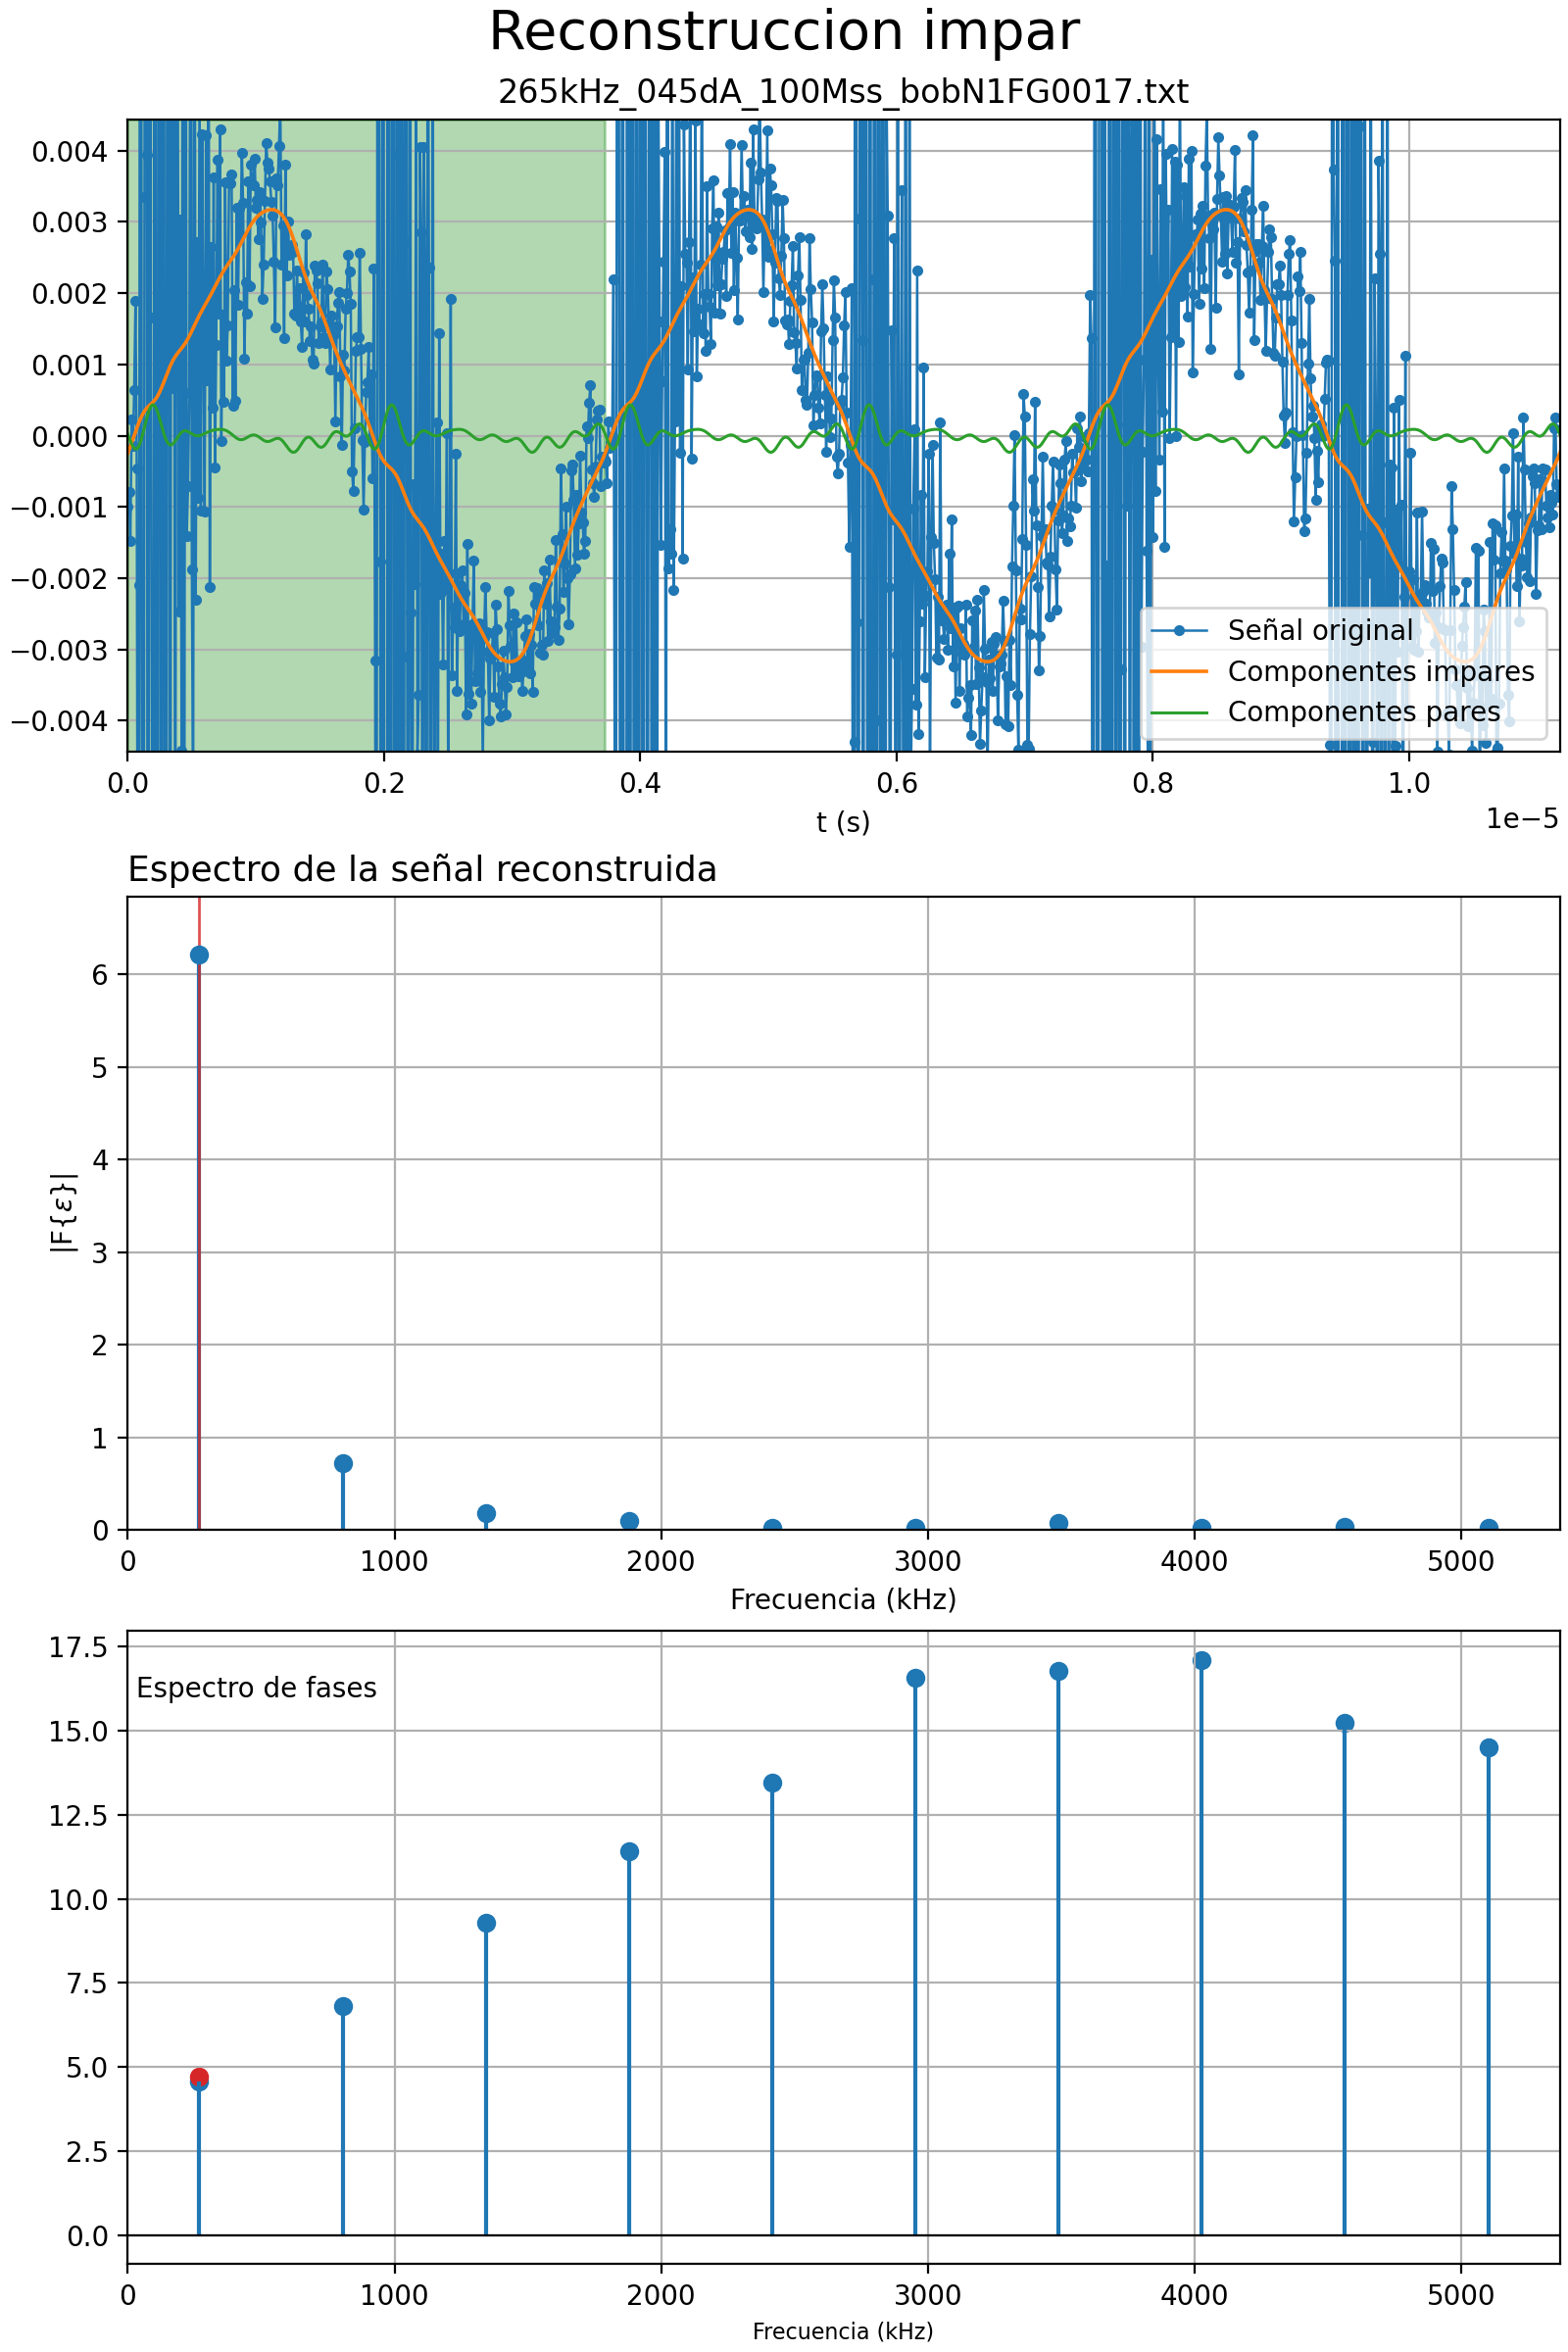 Reconstruccion impar
265kHz_045dA_100Mss_bobN1FG0017.txt
0.004
0.003
0.002
0.001
0.000
−0.001
−0.002
−0.003
−0.004
Señal original
Componentes impares
Componentes pares
0.0 0.2 0.4 0.6 0.8 1.0
1e−5
t (s)
Espectro de la señal reconstruida
6
5
4
3
2
1
0
|F{ε}|
0 1000 2000 3000 4000 5000
Frecuencia (kHz)
17.5
Espectro de fases
15.0
12.5
10.0
7.5
5.0
2.5
0.0
0 1000 2000 3000 4000 5000
Frecuencia (kHz)